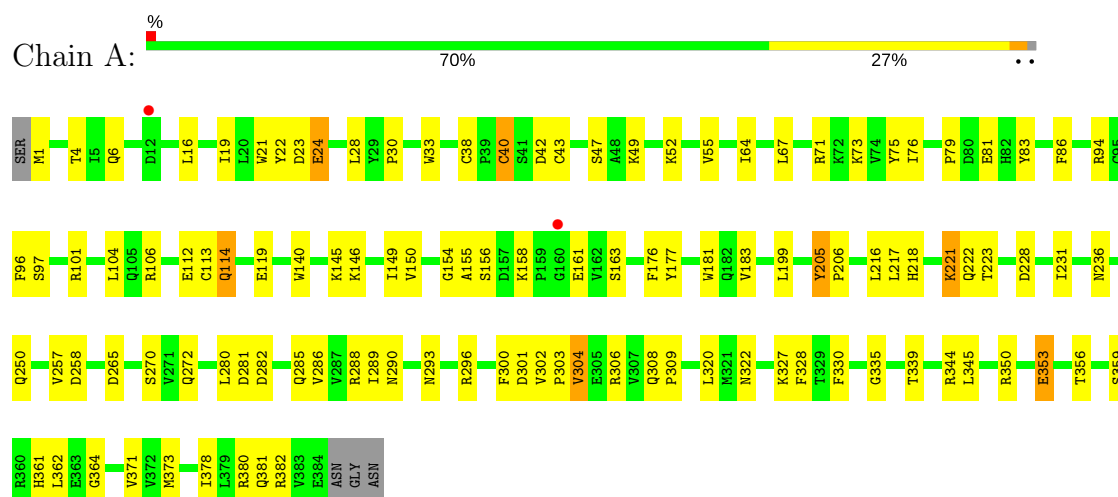 %
Chain A:
70% 27% • •
SER M1 T4 I5 Q6 D12 L16 I19 L20 W21 Y22 D23 E24 L28 Y29 P30 W33 C38 P39 C40 S41 D42 C43 S47 A48 K49 K52 V55 I64 L67 R71 K72 K73 V74 Y75 I76 P79 D80 E81 H82 Y83 F86 R94 C95
F96 S97 R101 L104 Q105 R106 E112 C113 Q114 E119 W140 K145 K146 I149 V150 G154 A155 S156 D157 K158 P159 G160 E161 V162 S163 F176 Y177 W181 Q182 V183 L199 Y205 P206 L216 L217 H218 K221 Q222 T223 D228 I231 N236
Q250 V257 D258 D265 S270 V271 Q272 L280 D281 D282 Q285 V286 V287 R288 I289 N290 N293 R296 F300 D301 V302 P303 V304 E305 R306 V307 Q308 P309 L320 M321 N322 K327 F328 T329 F330 G335 T339 R344 L345 R350 E353 T356 S359
R360 H361 L362 E363 G364 V371 V372 M373 I378 L379 R380 Q381 R382 V383 E384 ASN GLY ASN